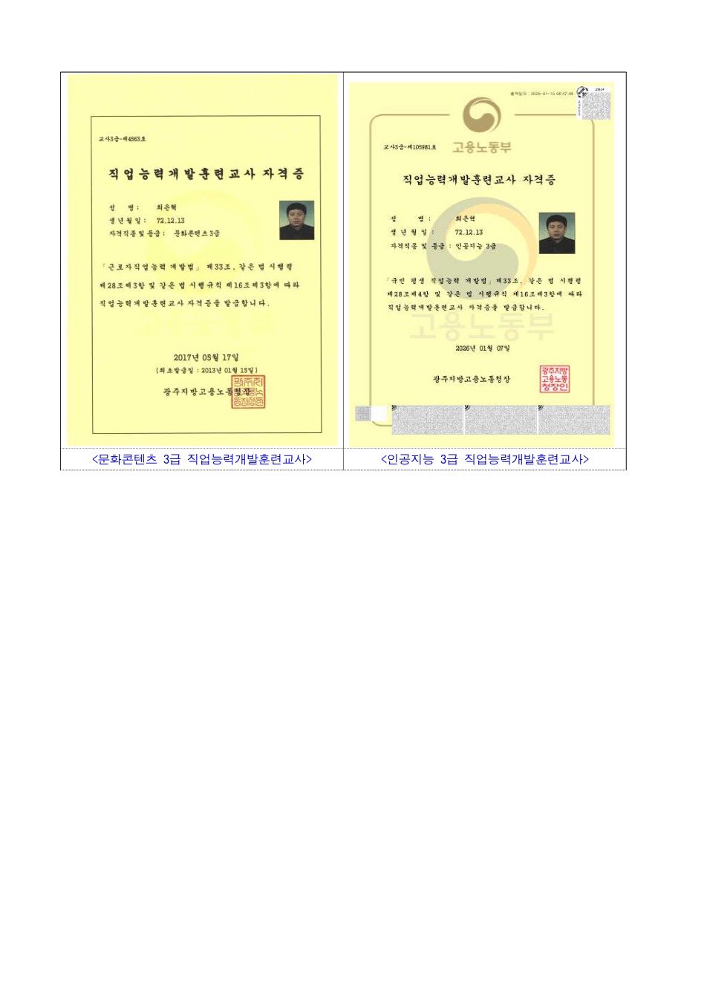 교사3급-제4563호
직업능력개발훈련교사 자격증
성 명 : 최은혁
생년월일 : 72.12.13
자격직종 및 등급 : 문화콘텐츠 3급
「근로자직업능력 개발법」 제33조, 같은 법 시행령
제28조제3항 및 같은 법 시행규칙 제16조제3항에 따라
직업능력개발훈련교사 자격증을 발급합니다.
2017년 05월 17일
(최초발급일 : 2013년 01월 15일)
광주지방고용노동청장
<문화콘텐츠 3급 직업능력개발훈련교사>
출력일자 : 2026-01-15 08:47:48
고용노동부
교사3급-제105981호
직업능력개발훈련교사 자격증
성 명 : 최은혁
생 년 월 일 : 72.12.13
자격직종 및 등급 : 인공지능 3급
「국민 평생 직업능력 개발법」제33조, 같은 법 시행령
제28조제4항 및 같은 법 시행규칙 제16조제3항에 따라
직업능력개발훈련교사 자격증을 발급합니다.
고용노동부
2026년 01월 07일
광주지방고용노동청장
광주지방
고용노동
청장인
<인공지능 3급 직업능력개발훈련교사>